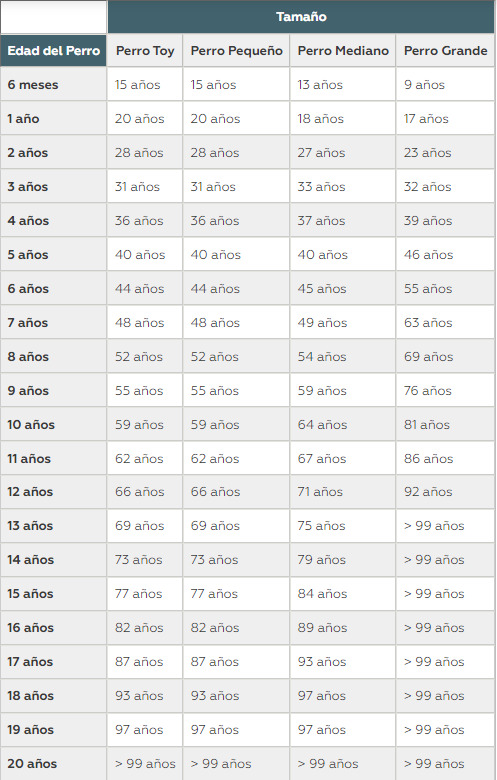 Tamaño
Edad del Perro Perro Toy Perro Pequeño Perro Mediano Perro Grande
6 meses 15 años 15 años 13 años 9 años
1 año 20 años 20 años 18 años 17 años
2 años 28 años 28 años 27 años 23 años
3 años 31 años 31 años 33 años 32 años
4 años 36 años 36 años 37 años 39 años
5 años 40 años 40 años 40 años 46 años
6 años 44 años 44 años 45 años 55 años
7 años 48 años 48 años 49 años 63 años
8 años 52 años 52 años 54 años 69 años
9 años 55 años 55 años 59 años 76 años
10 años 59 años 59 años 64 años 81 años
11 años 62 años 62 años 67 años 86 años
12 años 66 años 66 años 71 años 92 años
13 años 69 años 69 años 75 años > 99 años
14 años 73 años 73 años 79 años > 99 años
15 años 77 años 77 años 84 años > 99 años
16 años 82 años 82 años 89 años > 99 años
17 años 87 años 87 años 93 años > 99 años
18 años 93 años 93 años 97 años > 99 años
19 años 97 años 97 años 97 años > 99 años
20 años > 99 años > 99 años > 99 años > 99 años